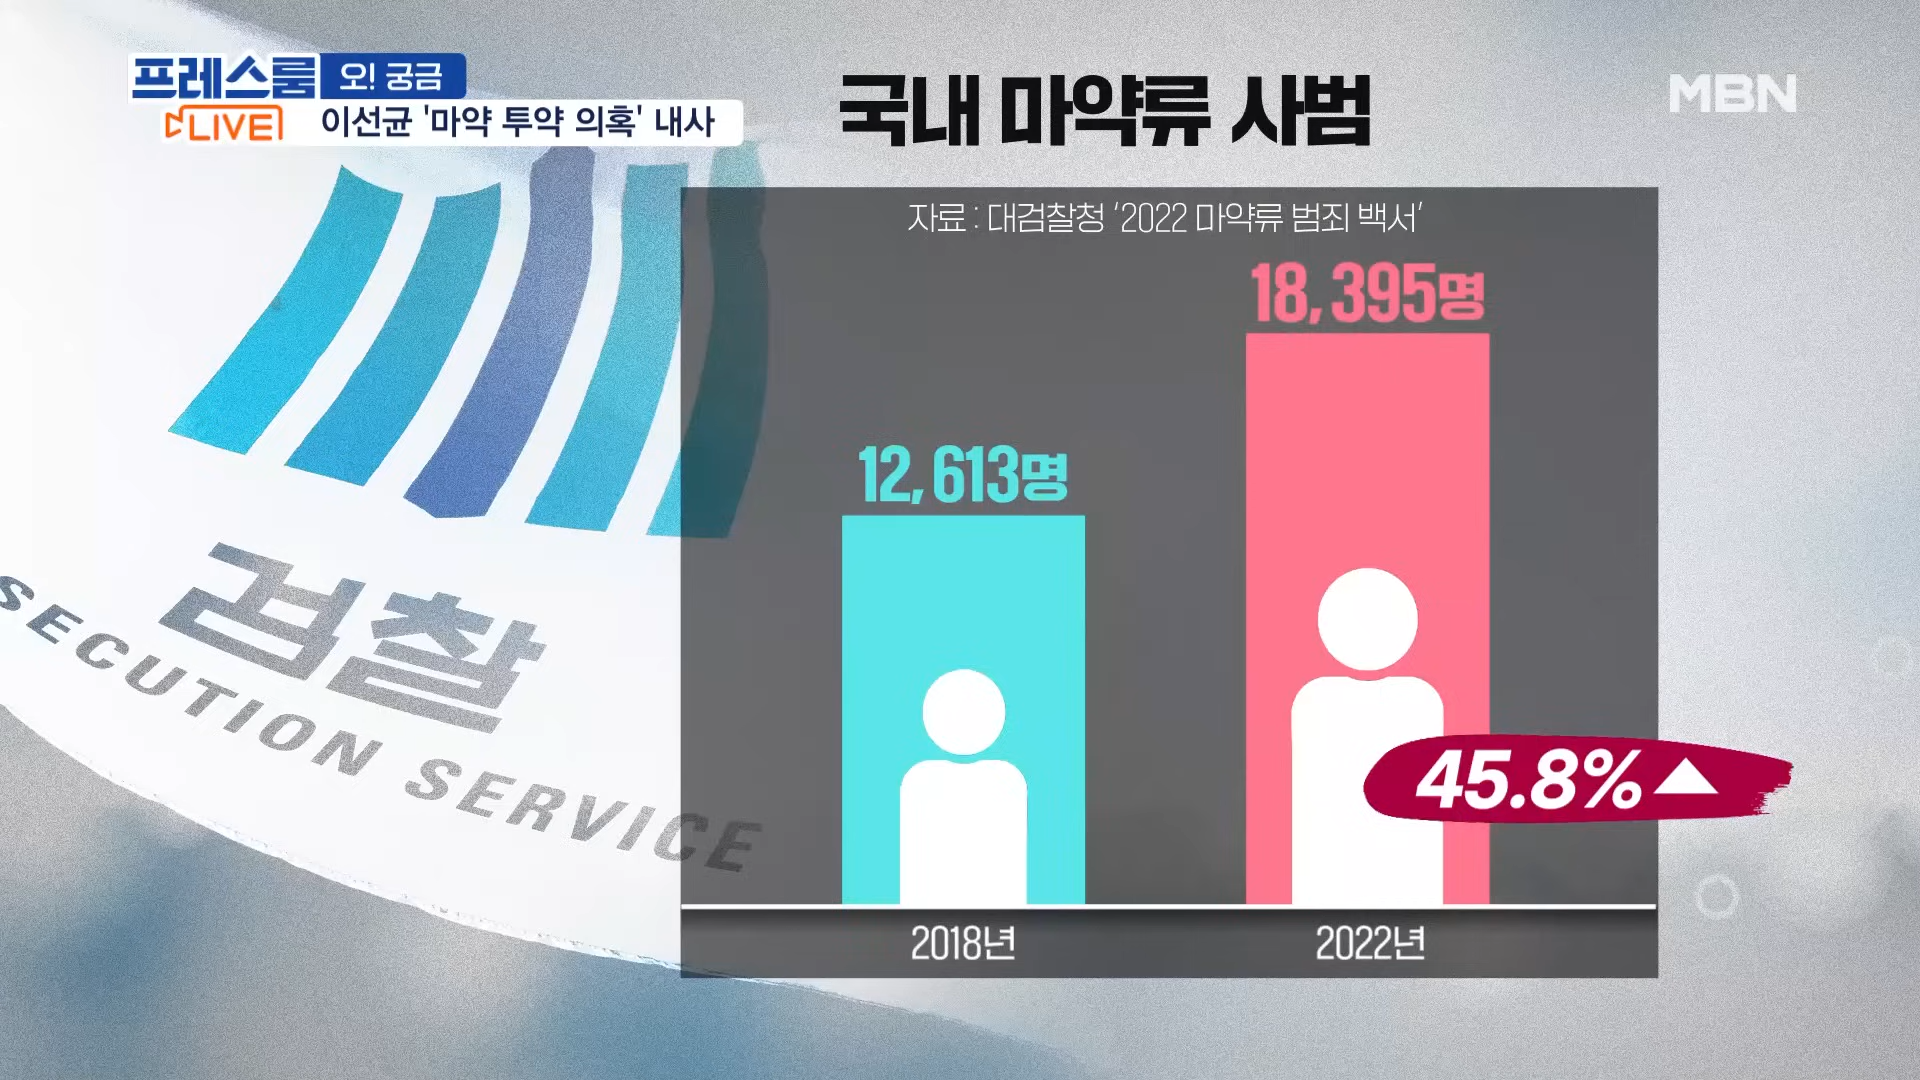 프레스룸 오! 궁금
LIVE 이선균 '마약 투약 의혹' 내사
국내 마약류 사범
MBN
자료 : 대검찰청 ‘2022 마약류 범죄 백서’
18,395명
12,613명
45.8%▲
2018년
2022년
검찰
SECUTION SERVICE